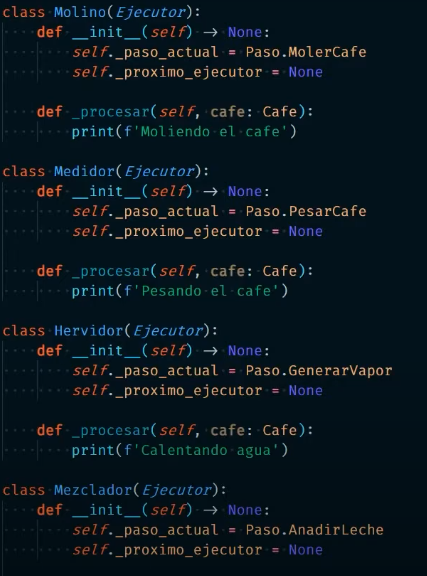 class Molino(Ejecutor):
    def __init__(self) -> None:
        self._paso_actual = Paso.MolerCafe
        self._proximo_ejecutor = None
    def _procesar(self, cafe: Cafe):
        print(f'Moliendo el cafe')
class Medidor(Ejecutor):
    def __init__(self) -> None:
        self._paso_actual = Paso.PesarCafe
        self._proximo_ejecutor = None
    def _procesar(self, cafe: Cafe):
        print(f'Pesando el cafe')
class Hervidor(Ejecutor):
    def __init__(self) -> None:
        self._paso_actual = Paso.GenerarVapor
        self._proximo_ejecutor = None
    def _procesar(self, cafe: Cafe):
        print(f'Calentando agua')
class Mezclador(Ejecutor):
    def __init__(self) -> None:
        self._paso_actual = Paso.AnadirLeche
        self._proximo_ejecutor = None